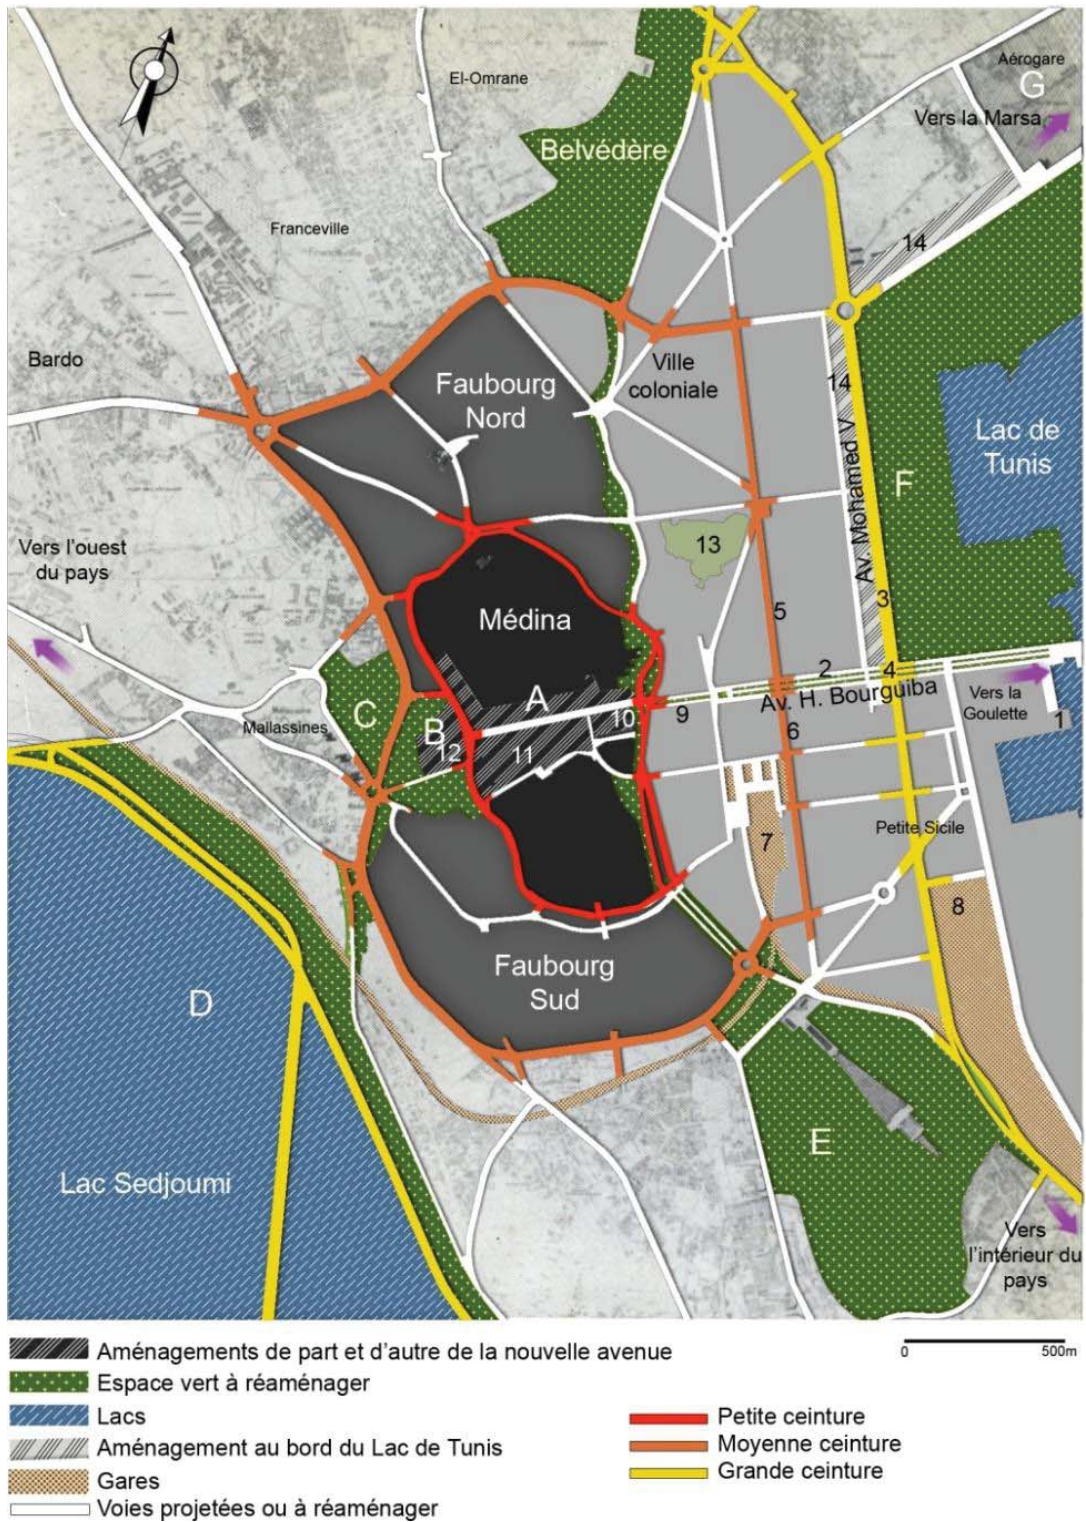 Aérogare
G
El-Omrane
Vers la Marsa
Belvédère
Franceville
14
Bardo
Faubourg
Nord
Ville
coloniale
14
Lac de
Tunis
F
Av. Mohamed V
Vers l'ouest
du pays
13
Médina
5
3
2
4
A
Av. H. Bourguiba
Vers la
Goulette
C
B
10
9
1
Mallassines
12
11
6
7
Petite Sicile
8
Faubourg
Sud
D
E
Lac Sedjoumi
Vers
l'intérieur du
pays
Aménagements de part et d'autre de la nouvelle avenue
0 500m
Espace vert à réaménager
Lacs
Petite ceinture
Aménagement au bord du Lac de Tunis
Moyenne ceinture
Gares
Grande ceinture
Voies projetées ou à réaménager